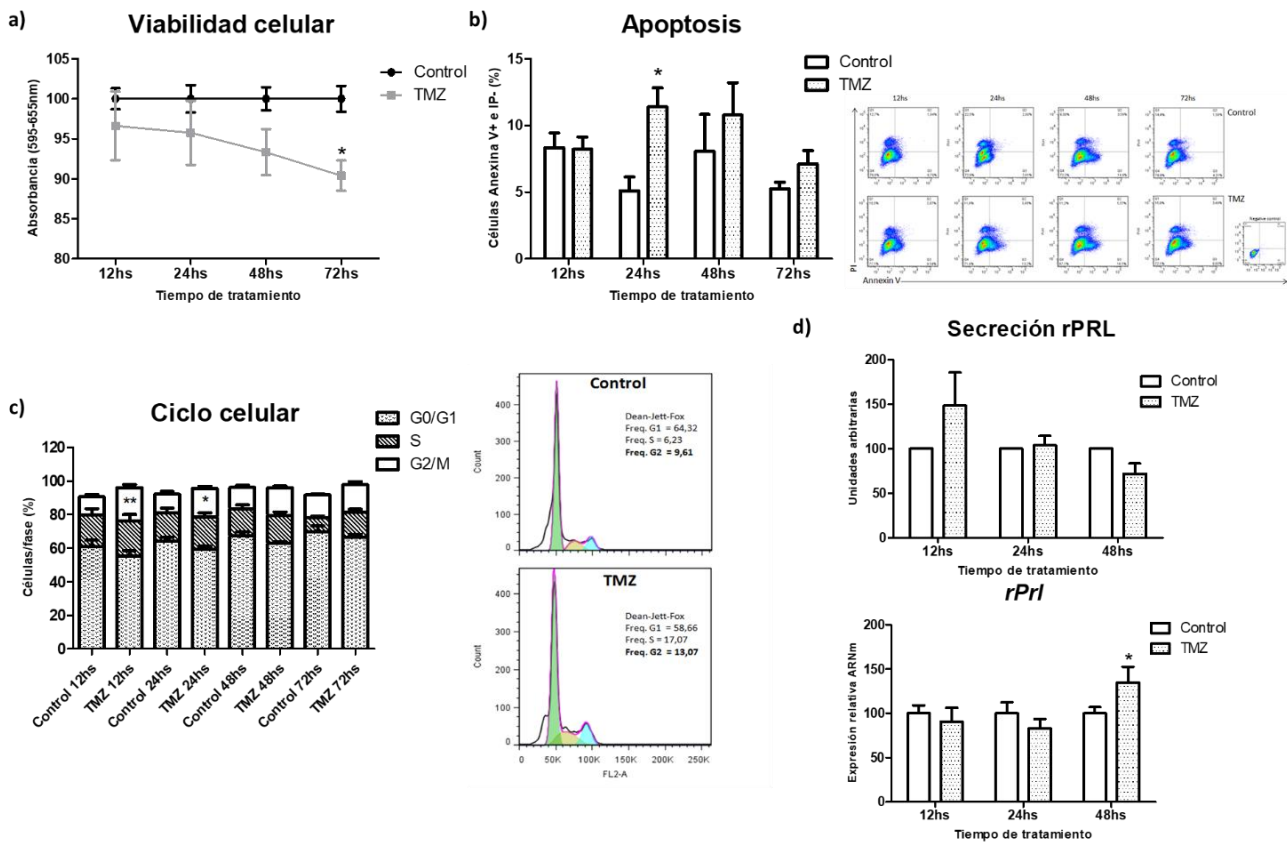 a)
Viabilidad celular
Absorbancia (595-655nm)
105
100
95
90
85
80
Control
TMZ
*
12hs
24hs
48hs
72hs
Tiempo de tratamiento
b)
Apoptosis
Células Anexina V+ e IP- (%)
15
10
5
0
*
Control
TMZ
12hs
24hs
48hs
72hs
Tiempo de tratamiento
12hs
24hs
48hs
72hs
Control
TMZ
Negative control
PI
Annexin V
c)
Ciclo celular
G0/G1
S
G2/M
Células/fase (%)
120
100
80
60
40
20
0
**
*
Control 12hs
TMZ 12hs
Control 24hs
TMZ 24hs
Control 48hs
TMZ 48hs
Control 72hs
TMZ 72hs
Control
Dean-Jett-Fox
Freq. G1 = 64,32
Freq. S = 6,23
Freq. G2 = 9,61
Count
400
300
200
100
0
TMZ
Dean-Jett-Fox
Freq. G1 = 58,66
Freq. S = 17,07
Freq. G2 = 13,07
Count
400
300
200
100
0
0
50K
100K
150K
200K
250K
FL2-A
d)
Secreción rPRL
Unidades arbitrarias
200
150
100
50
0
Control
TMZ
12hs
24hs
48hs
Tiempo de tratamiento
rPrl
Expresión relativa ARNm
200
150
100
50
0
Control
TMZ
*
12hs
24hs
48hs
Tiempo de tratamiento